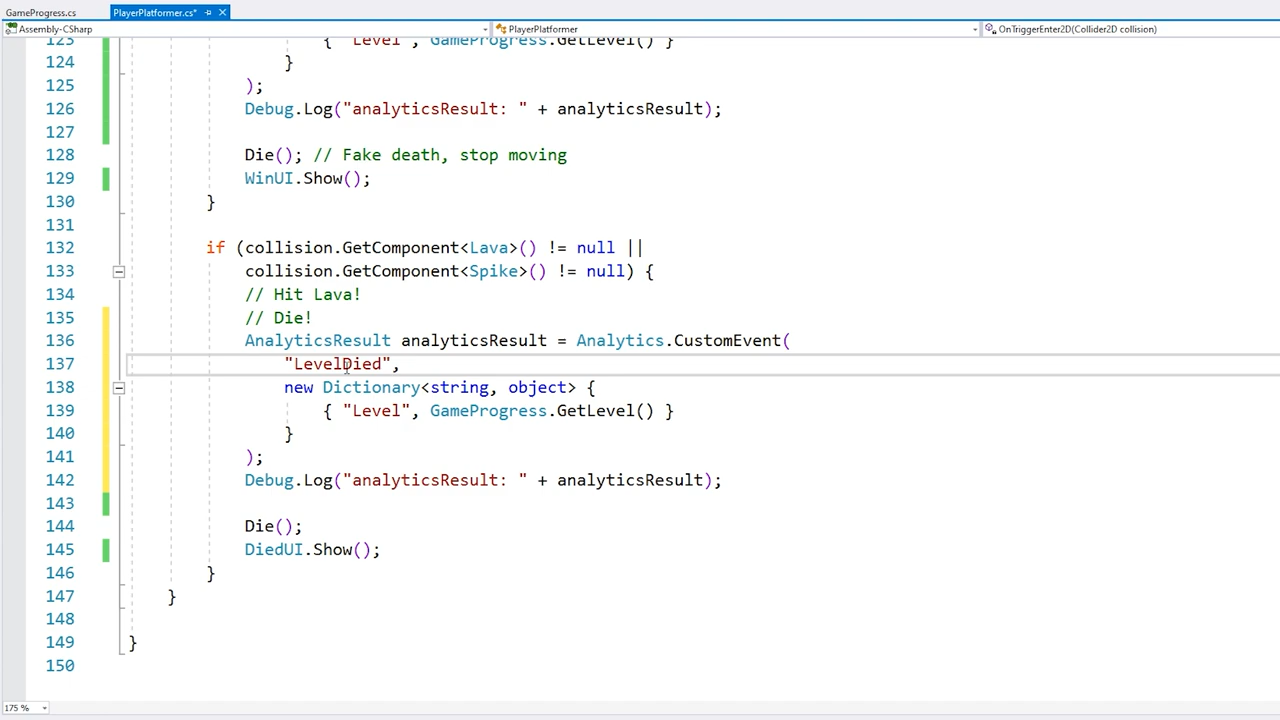 GameProgress.cs
PlayerPlatformer.cs*
Assembly-CSharp
PlayerPlatformer
OnTriggerEnter2D(Collider2D collision)
123 { "Level", GameProgress.GetLevel() }
124 }
125 );
126 Debug.Log("analyticsResult: " + analyticsResult);
127
128 Die(); // Fake death, stop moving
129 WinUI.Show();
130 }
131
132 if (collision.GetComponent<Lava>() != null ||
133 collision.GetComponent<Spike>() != null) {
134 // Hit Lava!
135 // Die!
136 AnalyticsResult analyticsResult = Analytics.CustomEvent(
137 "LevelDied",
138 new Dictionary<string, object> {
139 { "Level", GameProgress.GetLevel() }
140 }
141 );
142 Debug.Log("analyticsResult: " + analyticsResult);
143
144 Die();
145 DiedUI.Show();
146 }
147 }
148
149 }
150
175 %